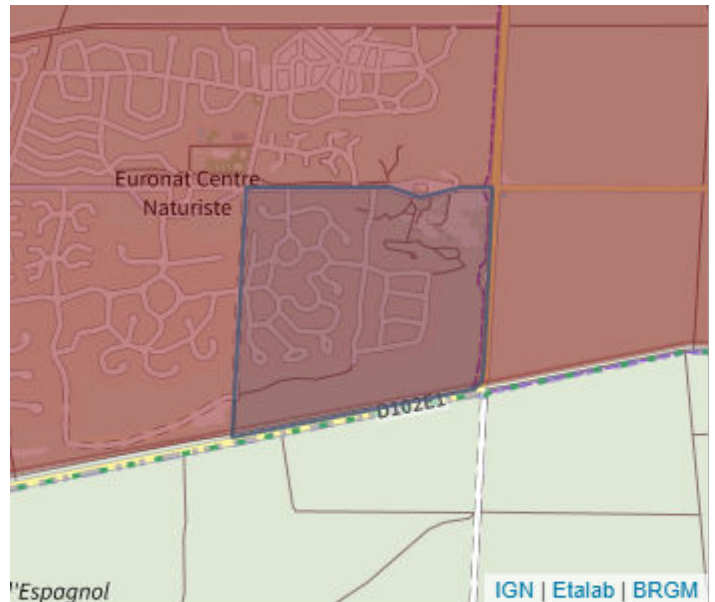 Euronat Centre
Naturiste
D102E1
l'Espagnol
IGN | Etalab | BRGM